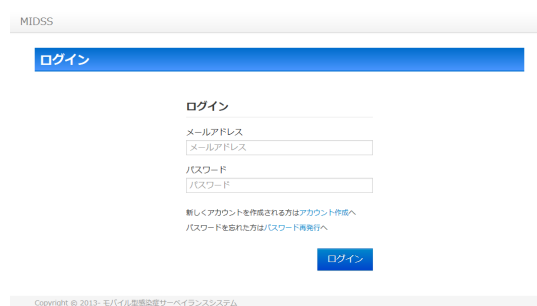 MIDSS
ログイン
ログイン
メールアドレス
メールアドレス
パスワード
パスワード
新しくアカウントを作成される方はアカウント作成へ
パスワードを忘れた方はパスワード再発行へ
ログイン
Copyright © 2013- モバイル型感染症サーベイランスシステム